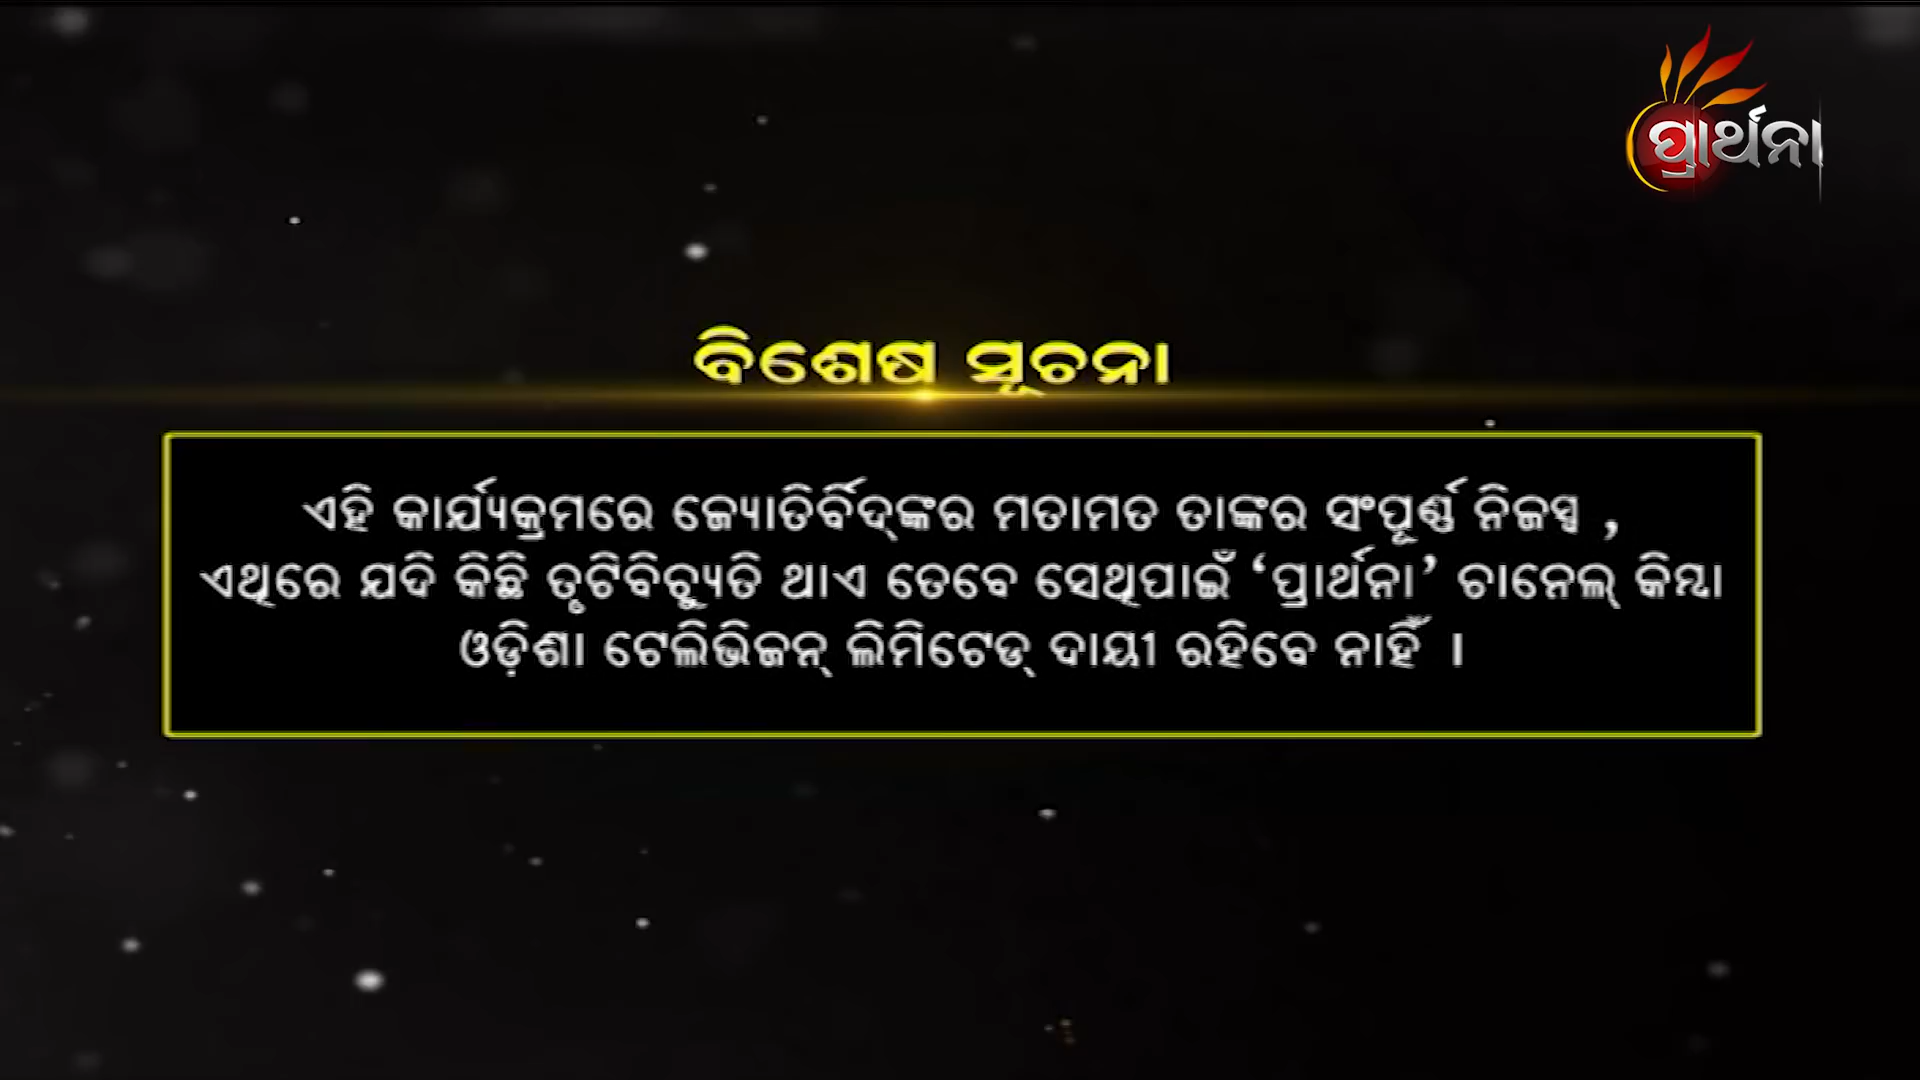 ପ୍ରାର୍ଥନା
ବିଶେଷ ସୂଚନା
ଏହି କାର୍ଯ୍ୟକ୍ରମରେ ଜ୍ୟୋତିର୍ବିଦ୍‌ଙ୍କର ମତାମତ ତାଙ୍କର ସଂପୂର୍ଣ୍ଣ ନିଜସ୍ୱ ,
ଏଥିରେ ଯଦି କିଛି ତୃଟିବିଚ୍ୟୁତି ଥାଏ ତେବେ ସେଥିପାଇଁ ‘ପ୍ରାର୍ଥନା’ ଚାନେଲ୍ କିମ୍ବା
ଓଡ଼ିଶା ଟେଲିଭିଜନ୍ ଲିମିଟେଡ୍ ଦାୟୀ ରହିବେ ନାହିଁ ।